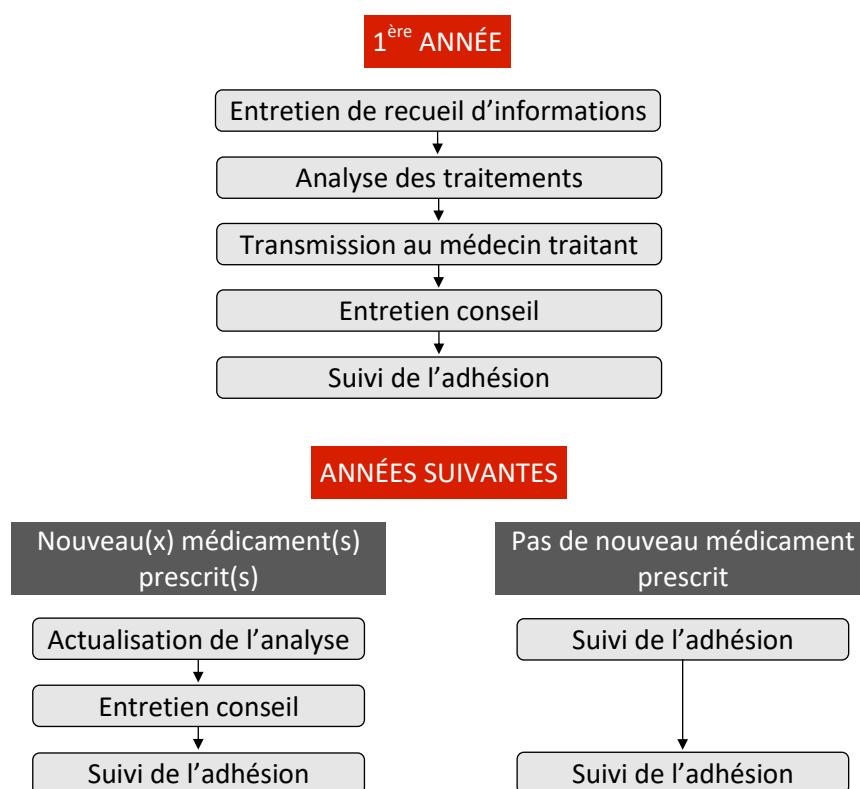 1ère ANNÉE
Entretien de recueil d’informations
Analyse des traitements
Transmission au médecin traitant
Entretien conseil
Suivi de l’adhésion
ANNÉES SUIVANTES
Nouveau(x) médicament(s)
prescrit(s)
Actualisation de l’analyse
Entretien conseil
Suivi de l’adhésion
Pas de nouveau médicament
prescrit
Suivi de l’adhésion
Suivi de l’adhésion